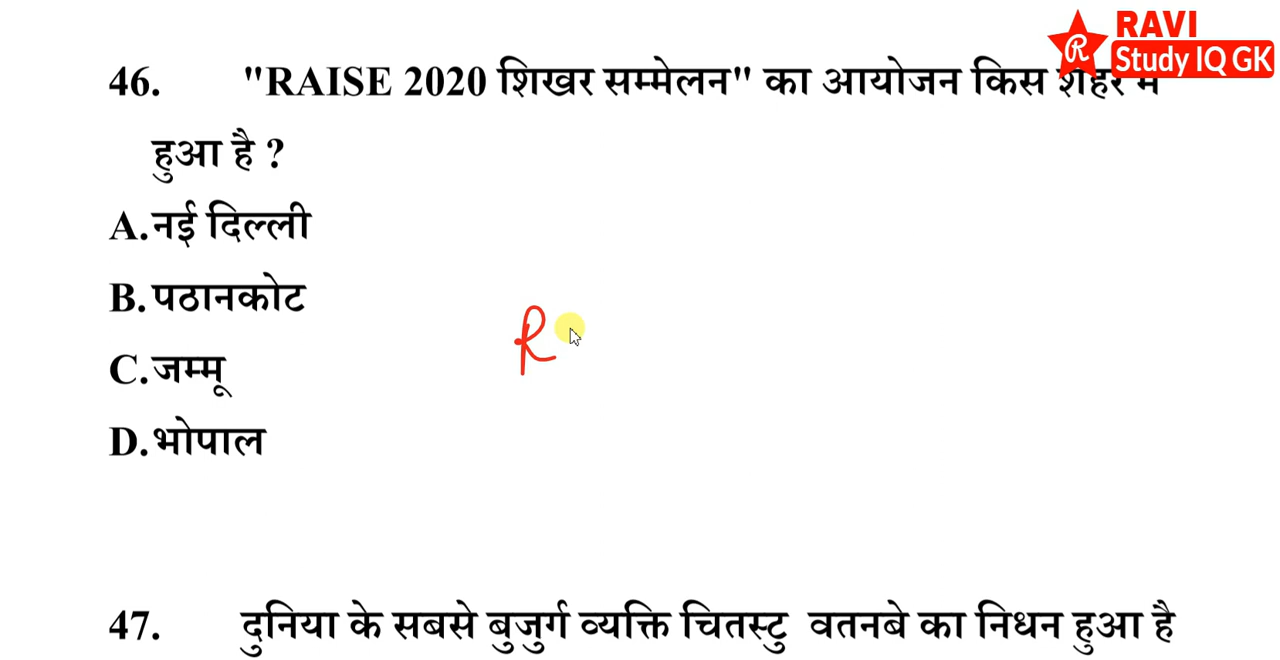 RAVI
Study IQ GK
R
46. "RAISE 2020 शिखर सम्मेलन" का आयोजन किस शहर में
हुआ है ?
A.नई दिल्ली
B.पठानकोट
C.जम्मू
D.भोपाल
R
47. दुनिया के सबसे बुजुर्ग व्यक्ति चितस्टु वतनबे का निधन हुआ है